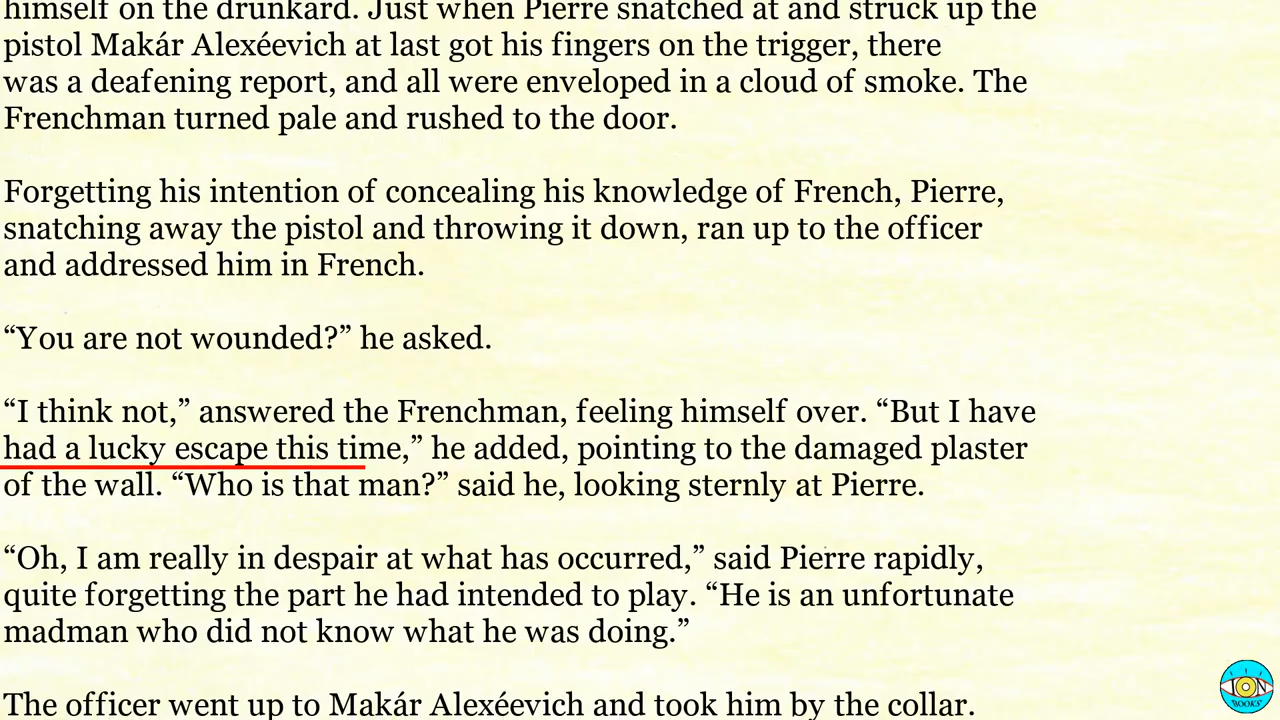 himself on the drunkard. Just when Pierre snatched at and struck up the
pistol Makár Alexéevich at last got his fingers on the trigger, there
was a deafening report, and all were enveloped in a cloud of smoke. The
Frenchman turned pale and rushed to the door.
Forgetting his intention of concealing his knowledge of French, Pierre,
snatching away the pistol and throwing it down, ran up to the officer
and addressed him in French.
“You are not wounded?” he asked.
“I think not,” answered the Frenchman, feeling himself over. “But I have
had a lucky escape this time,” he added, pointing to the damaged plaster
of the wall. “Who is that man?” said he, looking sternly at Pierre.
“Oh, I am really in despair at what has occurred,” said Pierre rapidly,
quite forgetting the part he had intended to play. “He is an unfortunate
madman who did not know what he was doing.”
The officer went up to Makár Alexéevich and took him by the collar.
ION
BOOKS